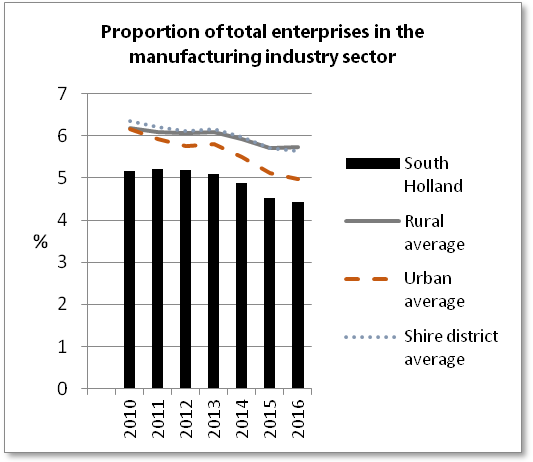 Proportion of total enterprises in the
manufacturing industry sector
7
6
5
4
3
2
1
0
%
2010
2011
2012
2013
2014
2015
2016
South
Holland
Rural
average
Urban
average
Shire district
average